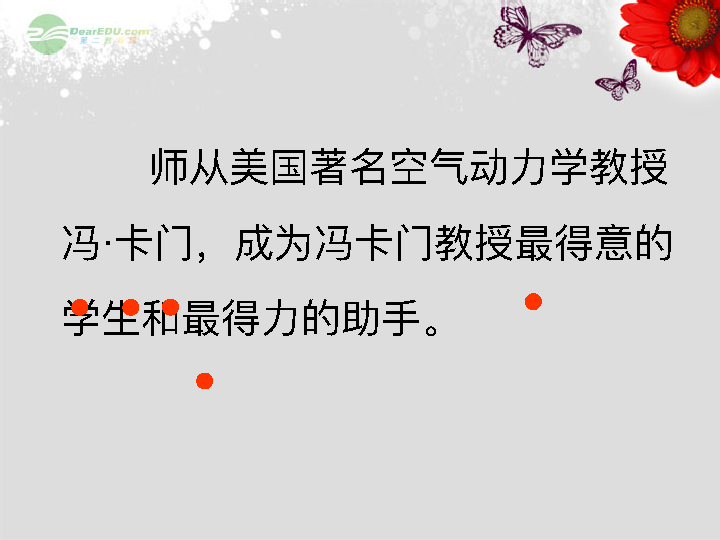 DearEDU.com
第二教育网
师从美国著名空气动力学教授
冯·卡门，成为冯卡门教授最得意的
学生和最得力的助手。